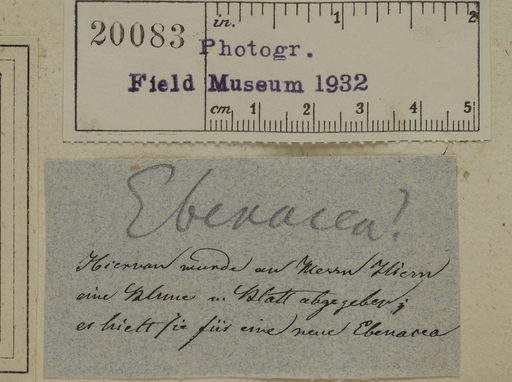 20083
in. 1 2
Photogr.
Field Museum 1932
cm 1 2 3 4 5
Ebenacea?
Hiervon wurde an Herrn Hiern
eine Blume u. Blatt abgegeben;
er hielt sie für eine neue Ebenacea